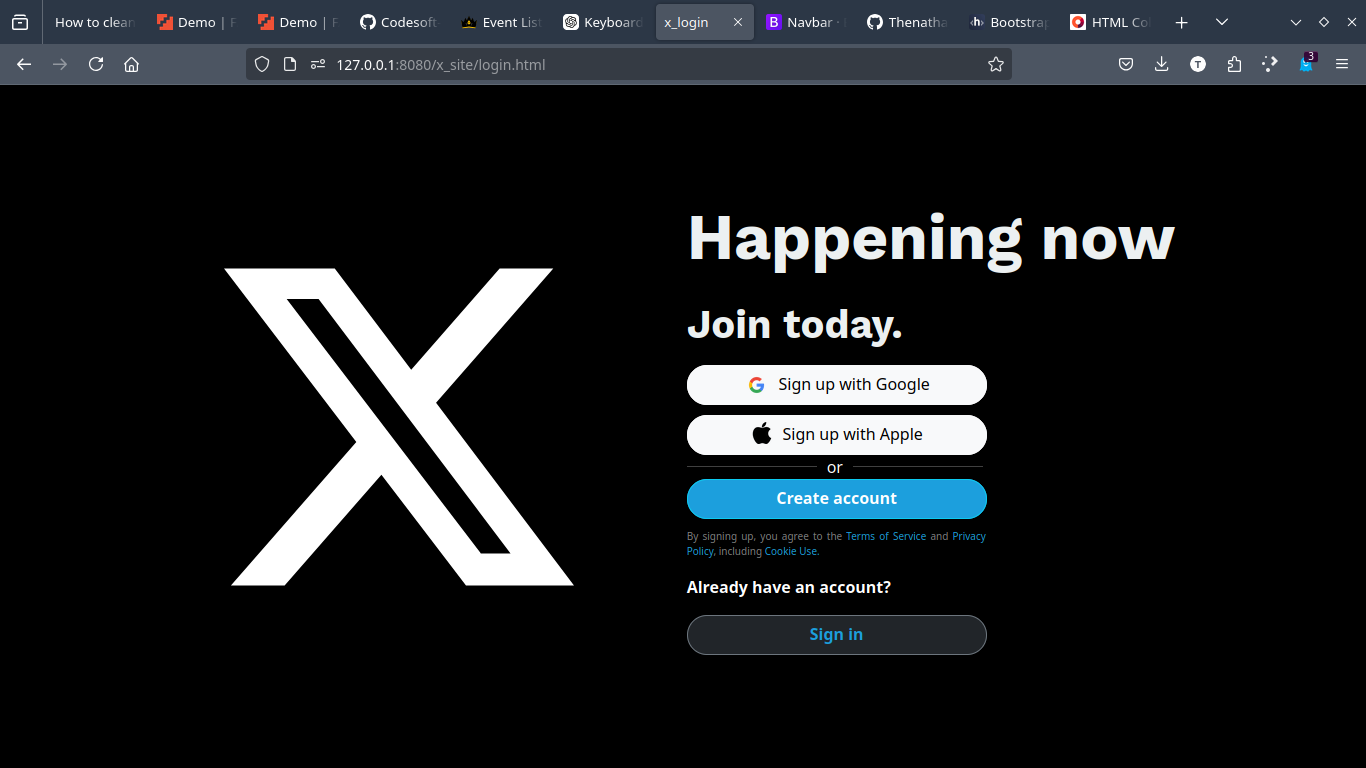 How to clean
Demo | F
Demo | F
Codesoft
Event List
Keyboard
x_login
Navbar ·
Thenatha
Bootstrap
HTML Co
127.0.0.1:8080/x_site/login.html
T
3
Happening now
Join today.
Sign up with Google
Sign up with Apple
or
Create account
By signing up, you agree to the Terms of Service and Privacy
Policy, including Cookie Use.
Already have an account?
Sign in